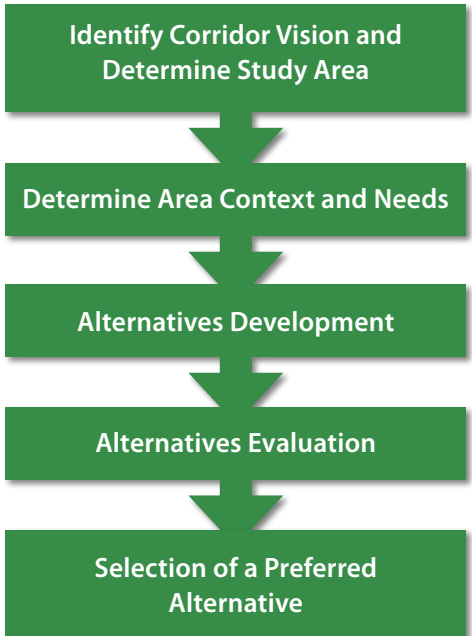 Identify Corridor Vision and
Determine Study Area
Determine Area Context and Needs
Alternatives Development
Alternatives Evaluation
Selection of a Preferred
Alternative